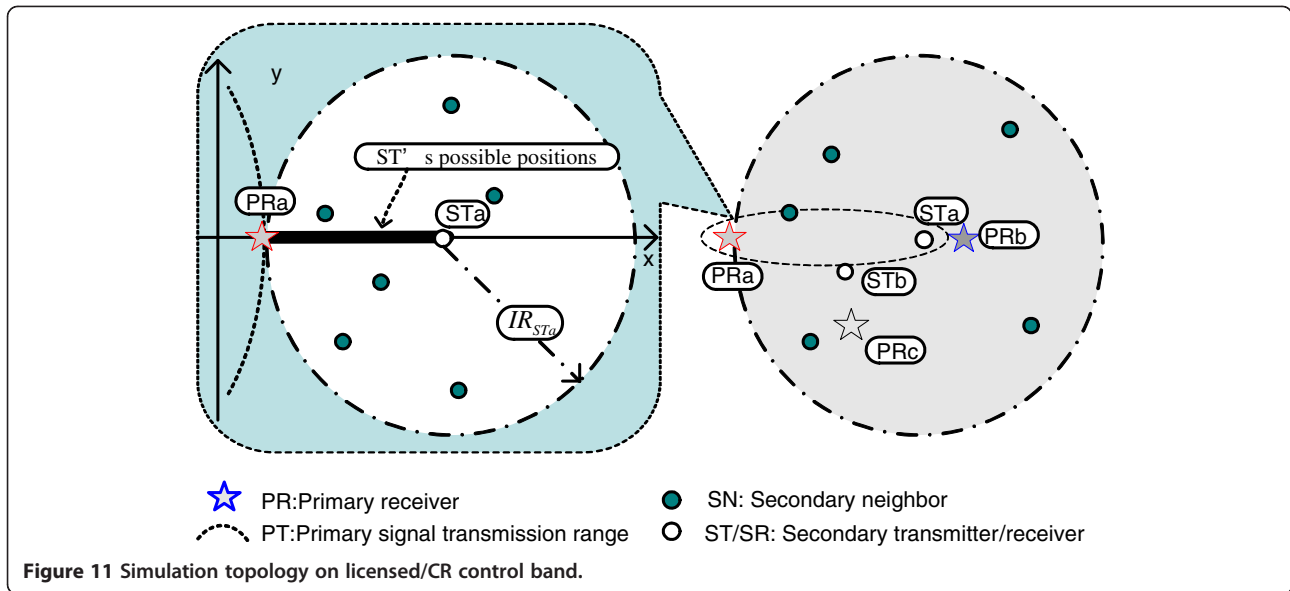 y
ST' s possible positions
PRa
STa
x
IR_STa
STa
PRb
PRa
STb
PRc
PR:Primary receiver
SN: Secondary neighbor
PT:Primary signal transmission range
ST/SR: Secondary transmitter/receiver
Figure 11 Simulation topology on licensed/CR control band.